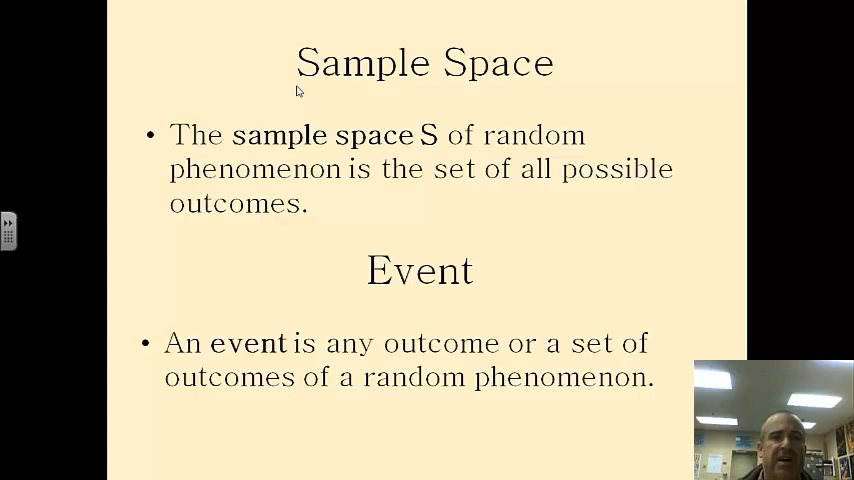 Sample Space
• The sample space S of random
phenomenon is the set of all possible
outcomes.
Event
• An event is any outcome or a set of
outcomes of a random phenomenon.